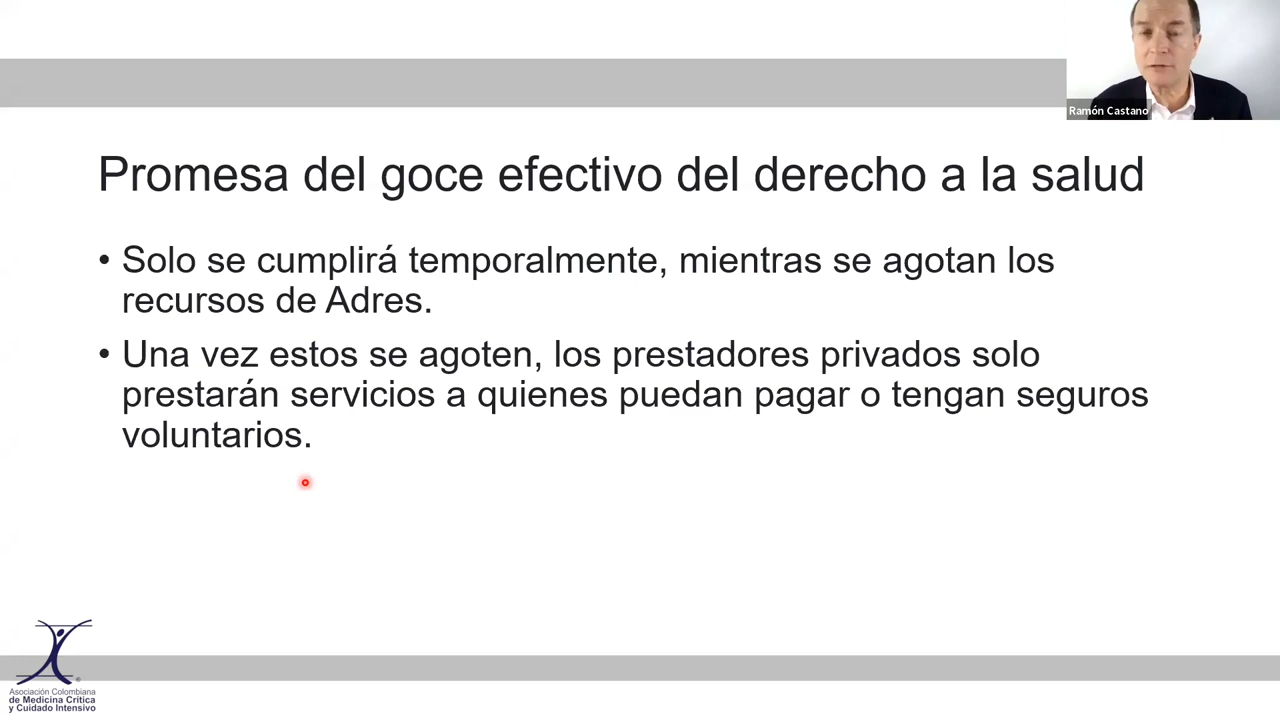 Ramón Castano
Promesa del goce efectivo del derecho a la salud
• Solo se cumplirá temporalmente, mientras se agotan los
recursos de Adres.
• Una vez estos se agoten, los prestadores privados solo
prestarán servicios a quienes puedan pagar o tengan seguros
voluntarios.
Asociación Colombiana
de Medicina Crítica
y Cuidado Intensivo